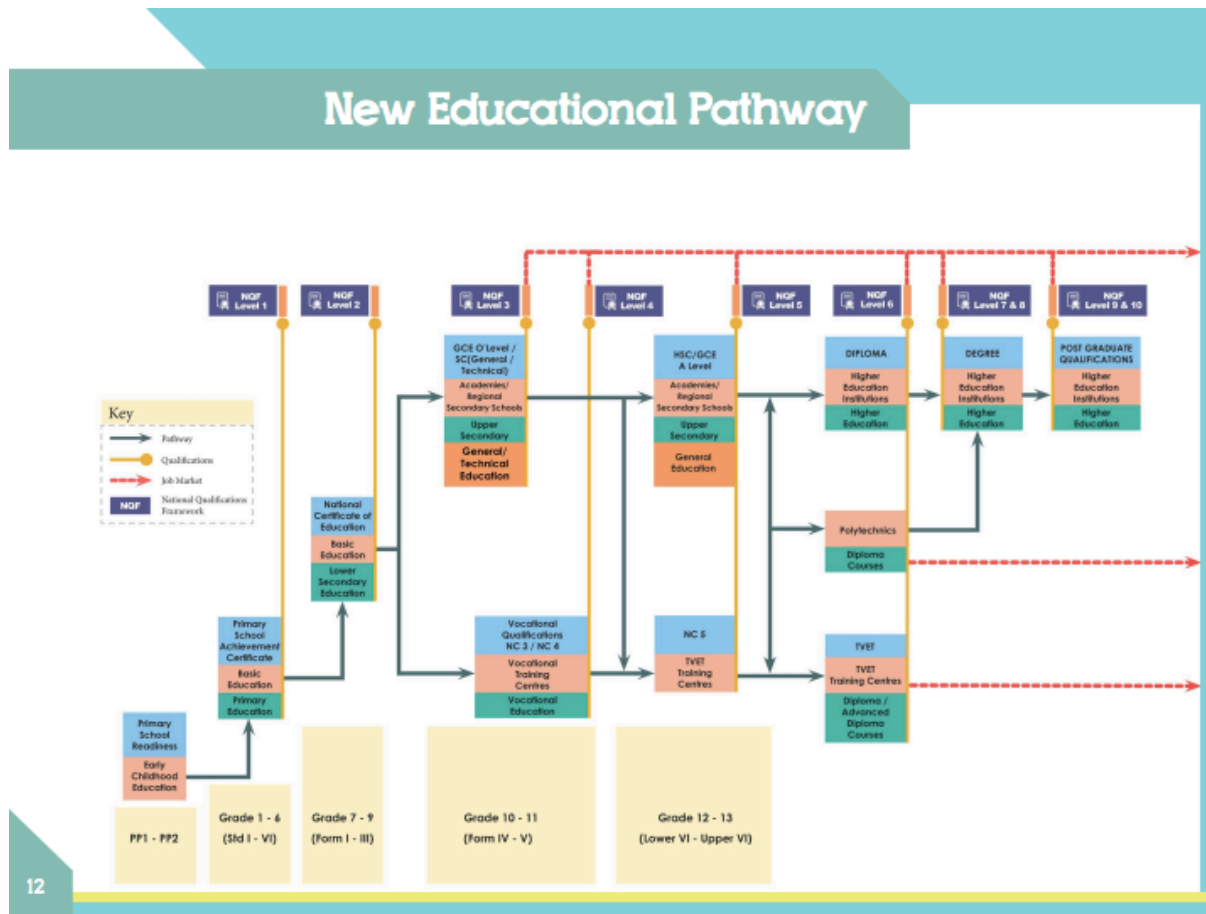 New Educational Pathway
NQF
Level 1
NQF
Level 2
NQF
Level 3
NQF
Level 4
NQF
Level 5
NQF
Level 6
NQF
Level 7 & 8
NQF
Level 9 & 10
Key
Pathway
Qualifications
Job Market
NQF
National Qualifications
Framework
Primary
School
Readiness
Early
Childhood
Education
Primary
School
Achievement
Certificate
Basic
Education
Primary
Education
National
Certificate of
Education
Basic
Education
Lower
Secondary
Education
GCE O'Level /
SC(General /
Technical)
Academies/
Regional
Secondary Schools
Upper
Secondary
General/
Technical
Education
Vocational
Qualifications
NC 3 / NC 4
Vocational
Training
Centres
Vocational
Education
HSC/GCE
A Level
Academies/
Regional
Secondary Schools
Upper
Secondary
General
Education
NC 5
TVET
Training
Centres
DIPLOMA
Higher
Education
Institutions
Higher
Education
Polytechnics
Diploma
Courses
TVET
TVET
Training Centres
Diploma /
Advanced
Diploma
Courses
DEGREE
Higher
Education
Institutions
Higher
Education
POST GRADUATE
QUALIFICATIONS
Higher
Education
Institutions
Higher
Education
PP1 - PP2
Grade 1 - 6
(Std I - VI)
Grade 7 - 9
(Form I - III)
Grade 10 - 11
(Form IV - V)
Grade 12 - 13
(Lower VI - Upper VI)
12